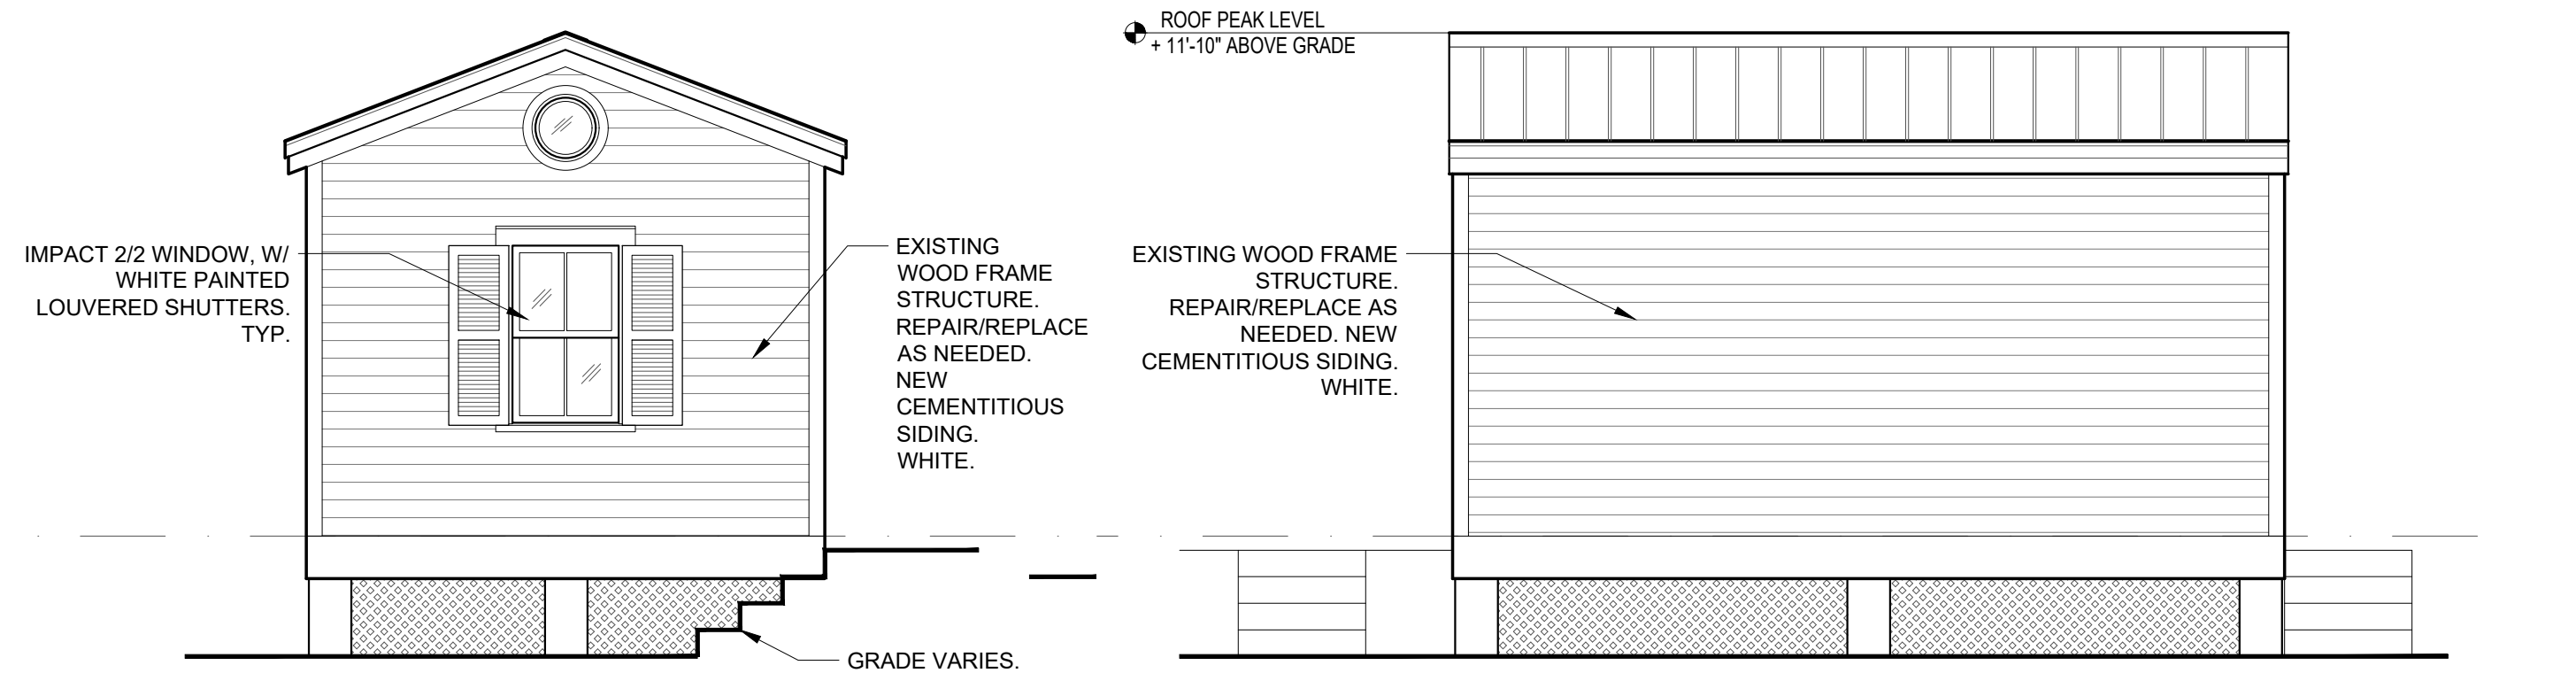 IMPACT 2/2 WINDOW, W/
WHITE PAINTED
LOUVERED SHUTTERS.
TYP.
EXISTING
WOOD FRAME
STRUCTURE.
REPAIR/REPLACE
AS NEEDED.
NEW
CEMENTITIOUS
SIDING.
WHITE.
GRADE VARIES.
ROOF PEAK LEVEL
+ 11'-10" ABOVE GRADE
EXISTING WOOD FRAME
STRUCTURE.
REPAIR/REPLACE AS
NEEDED. NEW
CEMENTITIOUS SIDING.
WHITE.